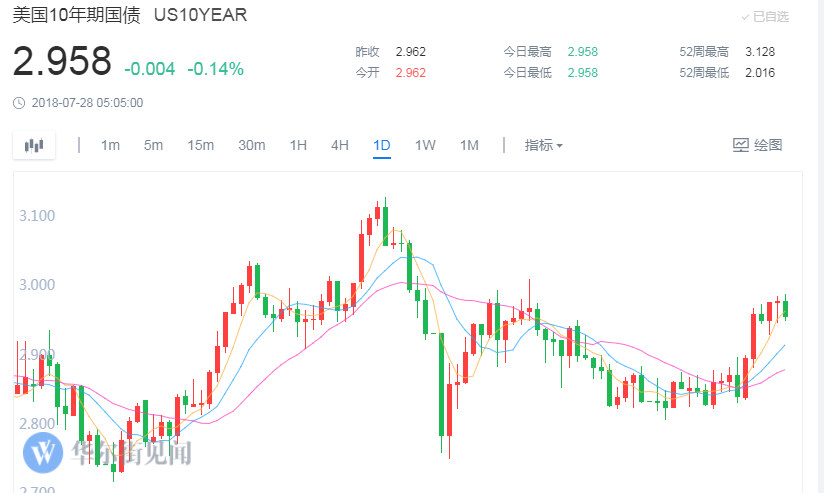 美国10年期国债 US10YEAR
已自选
2.958 -0.004 -0.14%
昨收 2.962 今日最高 2.958 52周最高 3.128
今开 2.962 今日最低 2.958 52周最低 2.016
2018-07-28 05:05:00
1m 5m 15m 30m 1H 4H 1D 1W 1M 指标 绘图
3.100
3.000
2.900
2.800
华尔街见闻
2.700